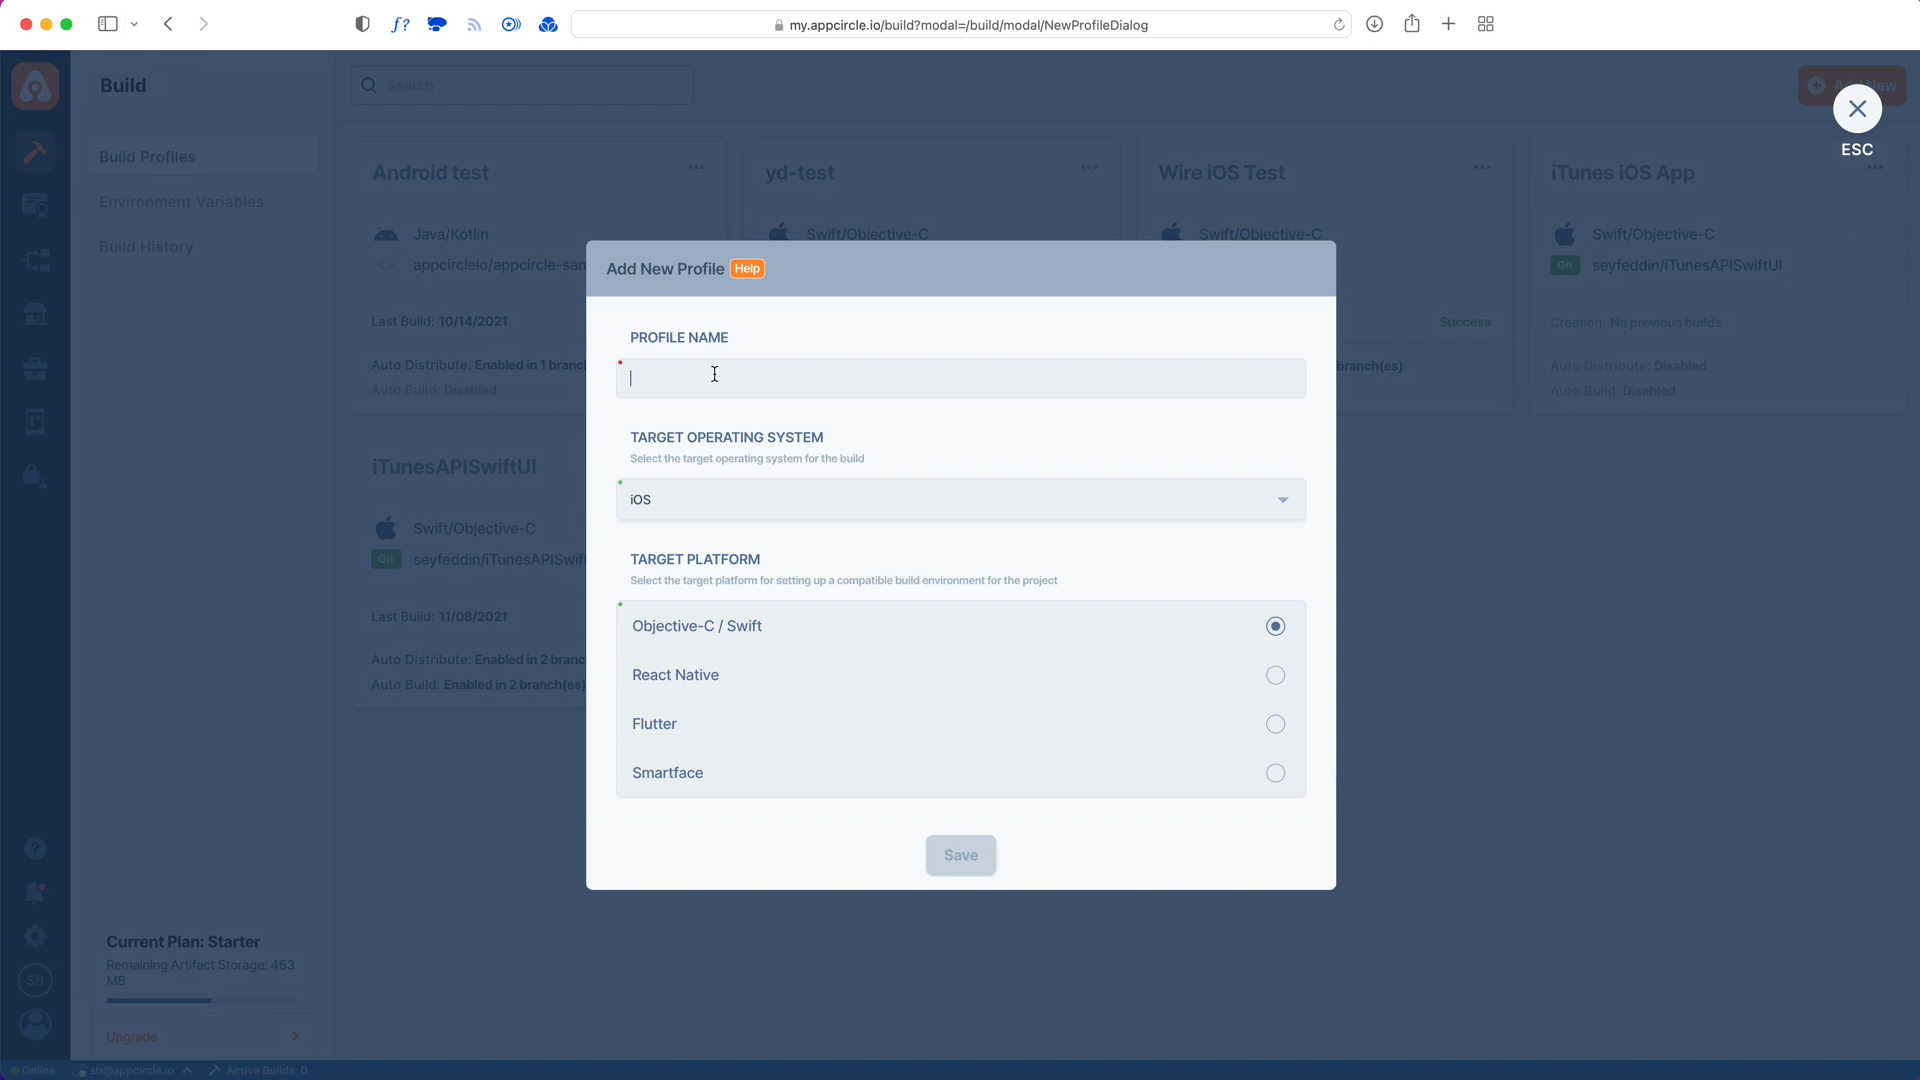 my.appcircle.io/build?modal=/build/modal/NewProfileDialog
Build
Search
Add New
ESC
Build Profiles
Environment Variables
Build History
Android test
Java/Kotlin
appcircleio/appcircle-sam
Last Build: 10/14/2021
Auto Distribute: Enabled in 1 branch
Auto Build: Disabled
yd-test
Swift/Objective-C
Wire iOS Test
Swift/Objective-C
Success
branch(es)
iTunes iOS App
Swift/Objective-C
Git seyfeddin/iTunesAPISwiftUI
Creation: No previous builds
Auto Distribute: Disabled
Auto Build: Disabled
iTunesAPISwiftUI
Swift/Objective-C
Git seyfeddin/iTunesAPISwift
Last Build: 11/08/2021
Auto Distribute: Enabled in 2 branc
Auto Build: Enabled in 2 branch(es)
Add New Profile Help
PROFILE NAME
TARGET OPERATING SYSTEM
Select the target operating system for the build
iOS
TARGET PLATFORM
Select the target platform for setting up a compatible build environment for the project
Objective-C / Swift
React Native
Flutter
Smartface
Save
Current Plan: Starter
Remaining Artifact Storage: 463
MB
Upgrade
SB
Online sb@appcircle.io Active Builds: 0